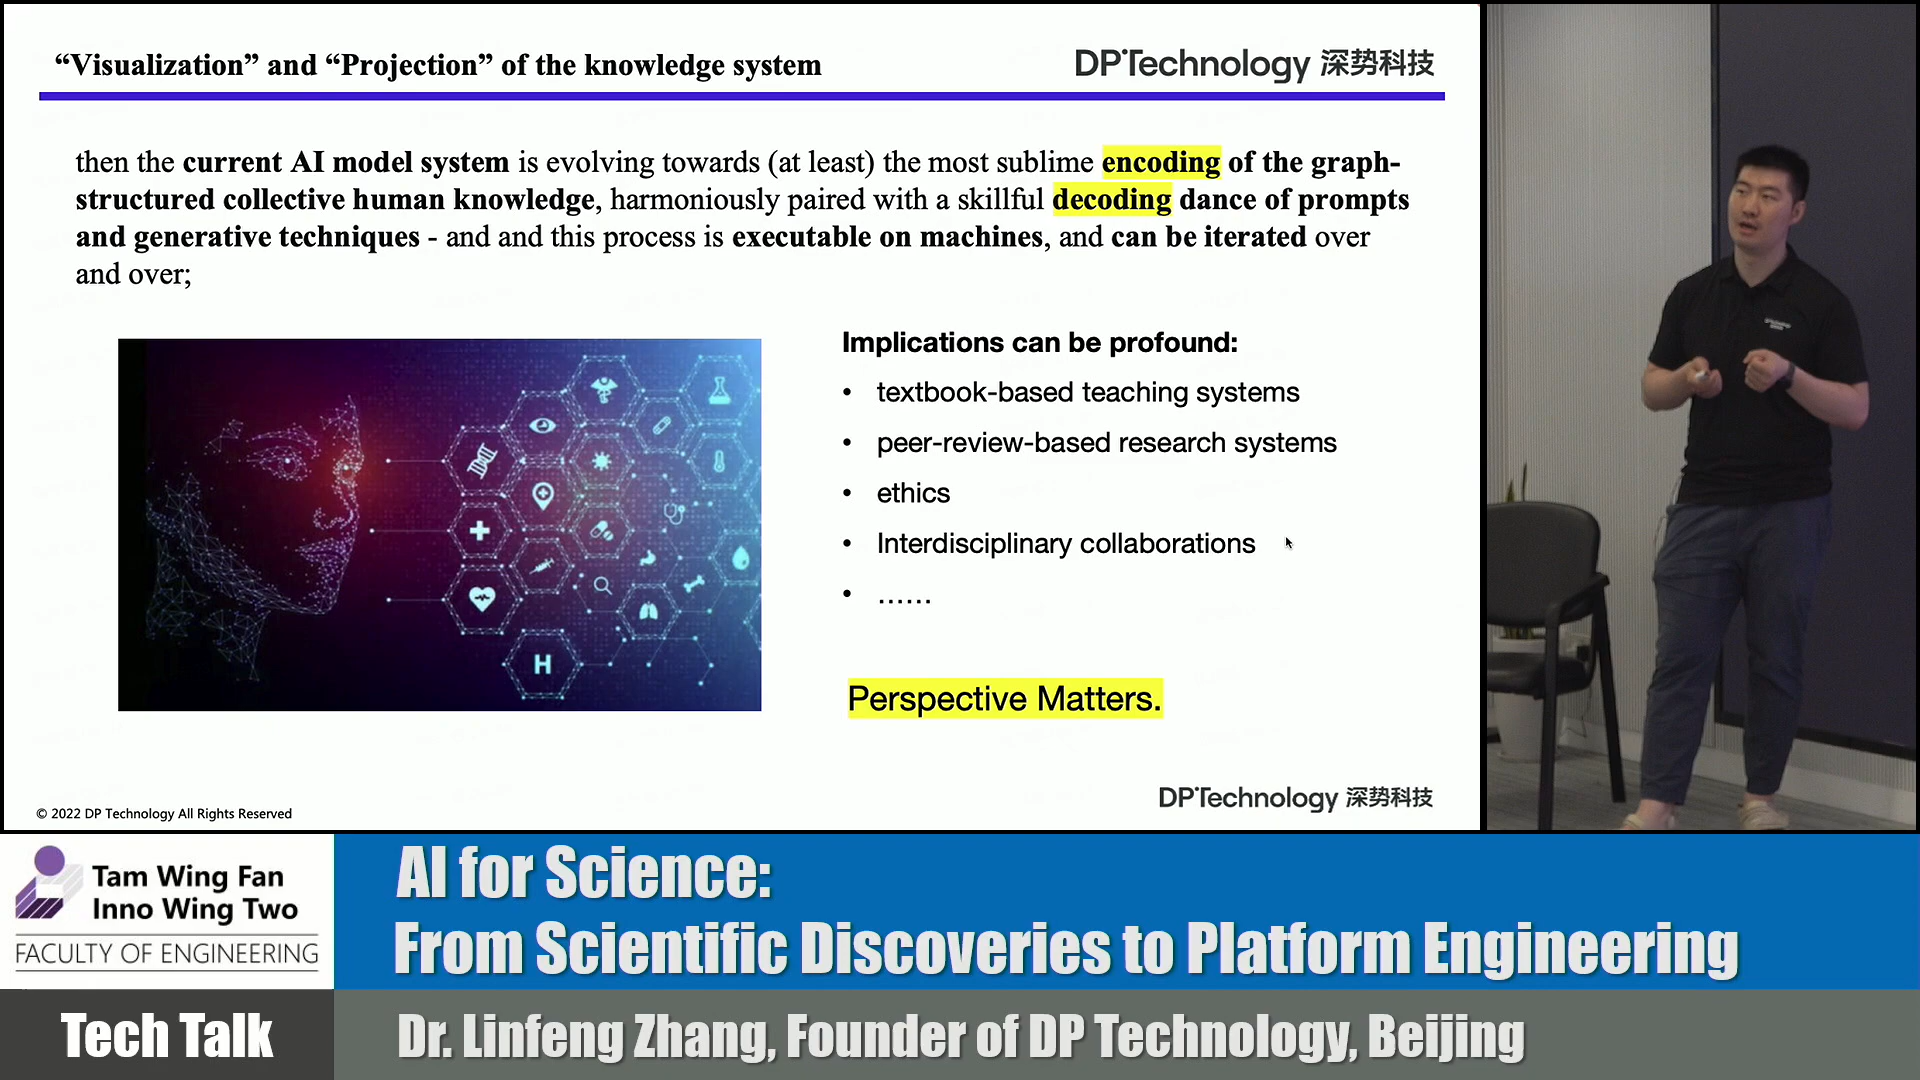 “Visualization” and “Projection” of the knowledge system
DP Technology 深势科技
then the current AI model system is evolving towards (at least) the most sublime encoding of the graph-
structured collective human knowledge, harmoniously paired with a skillful decoding dance of prompts
and generative techniques - and and this process is executable on machines, and can be iterated over
and over;
H
Implications can be profound:
• textbook-based teaching systems
• peer-review-based research systems
• ethics
• Interdisciplinary collaborations
• ......
Perspective Matters.
© 2022 DP Technology All Rights Reserved
DP Technology 深势科技
Tam Wing Fan
Inno Wing Two
FACULTY OF ENGINEERING
AI for Science:
From Scientific Discoveries to Platform Engineering
Tech Talk
Dr. Linfeng Zhang, Founder of DP Technology, Beijing